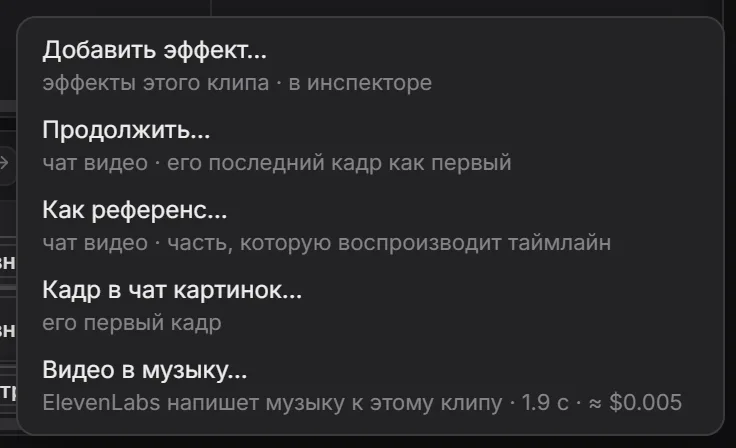 Добавить эффект...
эффекты этого клипа · в инспекторе
Продолжить...
чат видео · его последний кадр как первый
Как референс...
чат видео · часть, которую воспроизводит таймлайн
Кадр в чат картинок...
его первый кадр
Видео в музыку...
ElevenLabs напишет музыку к этому клипу · 1.9 с · ≈ $0.005